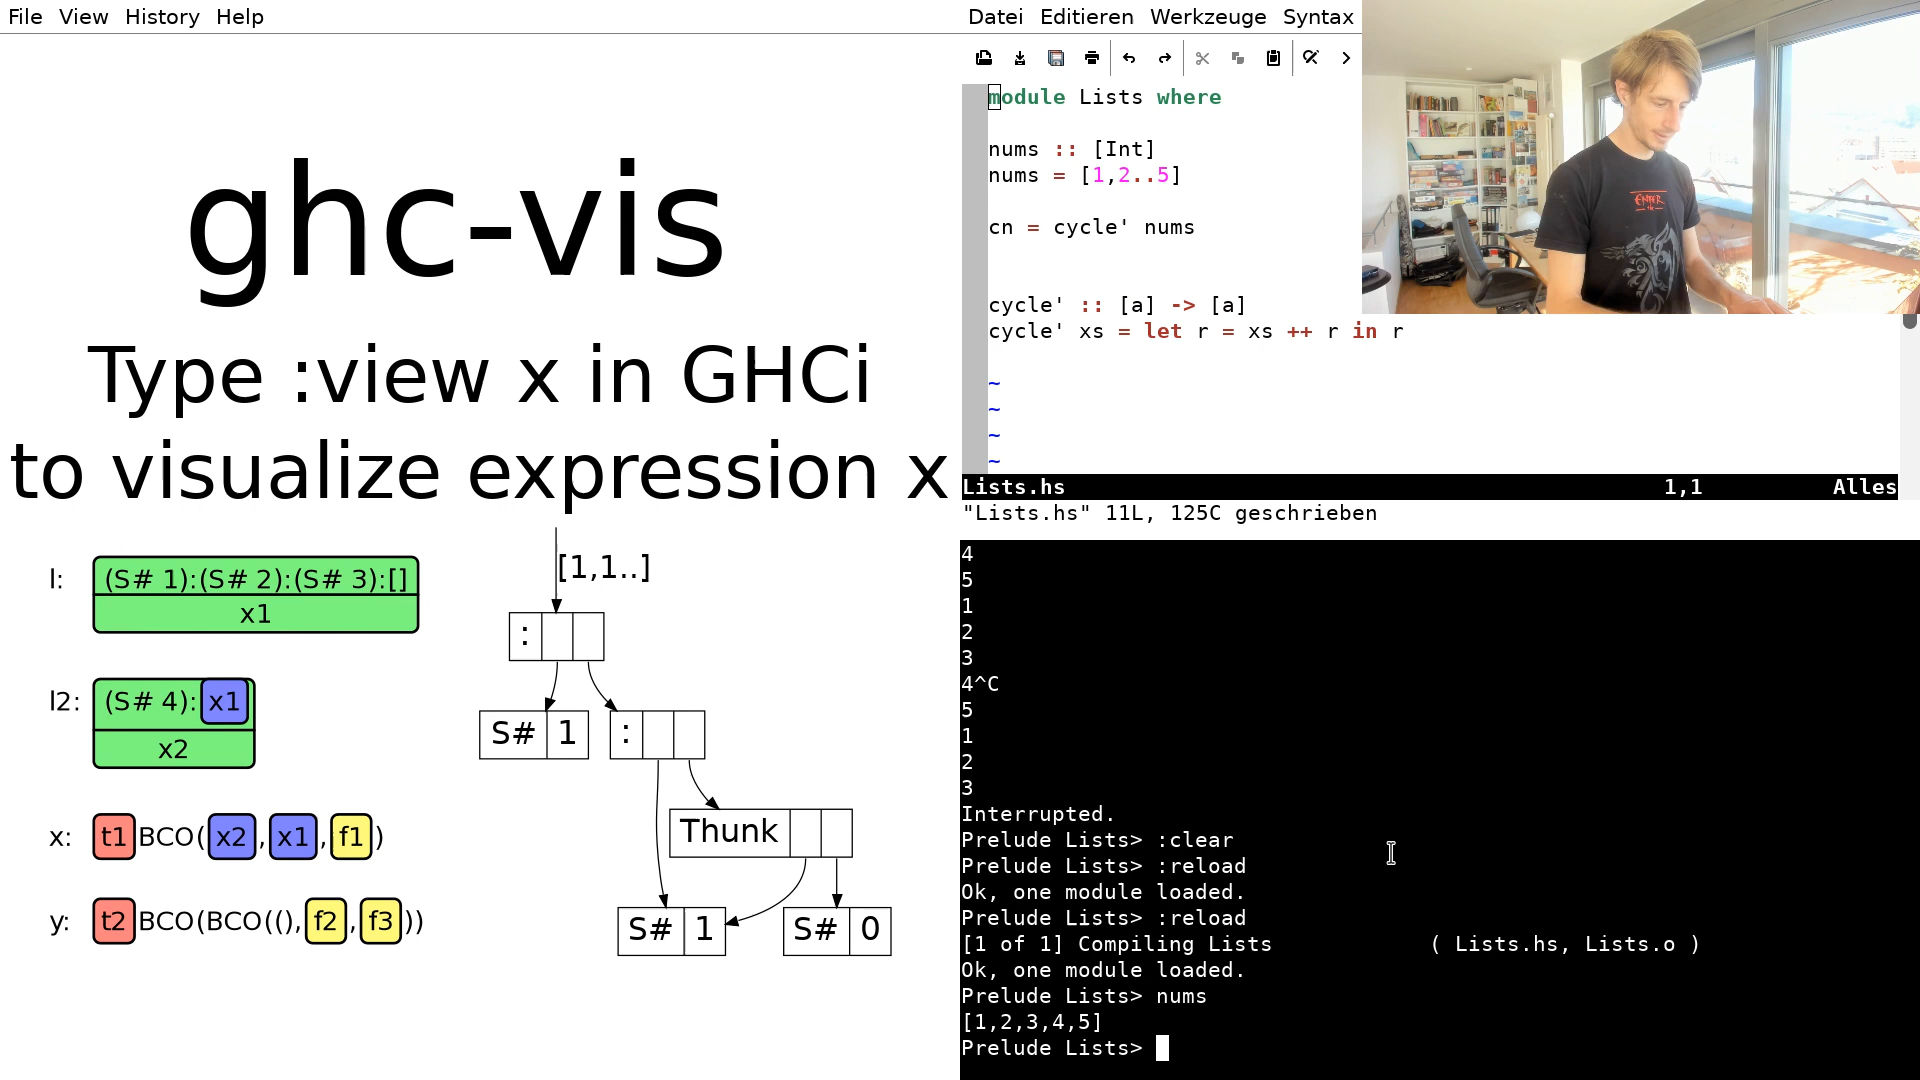 File View History Help
ghc-vis
Type :view x in GHCi
to visualize expression x
l: (S# 1):(S# 2):(S# 3):[]
x1
l2: (S# 4): x1
x2
x: t1 BCO( x2 , x1 , f1 )
y: t2 BCO(BCO((), f2 , f3 ))
[1,1..]
:
S# 1 :
Thunk
S# 1 S# 0
Datei Editieren Werkzeuge Syntax
module Lists where
nums :: [Int]
nums = [1,2..5]
cn = cycle' nums
cycle' :: [a] -> [a]
cycle' xs = let r = xs ++ r in r
~
~
~
~
Lists.hs 1,1 Alles
"Lists.hs" 11L, 125C geschrieben
ENTER
4
5
1
2
3
4^C
5
1
2
3
Interrupted.
Prelude Lists> :clear
Prelude Lists> :reload
Ok, one module loaded.
Prelude Lists> :reload
[1 of 1] Compiling Lists ( Lists.hs, Lists.o )
Ok, one module loaded.
Prelude Lists> nums
[1,2,3,4,5]
Prelude Lists>